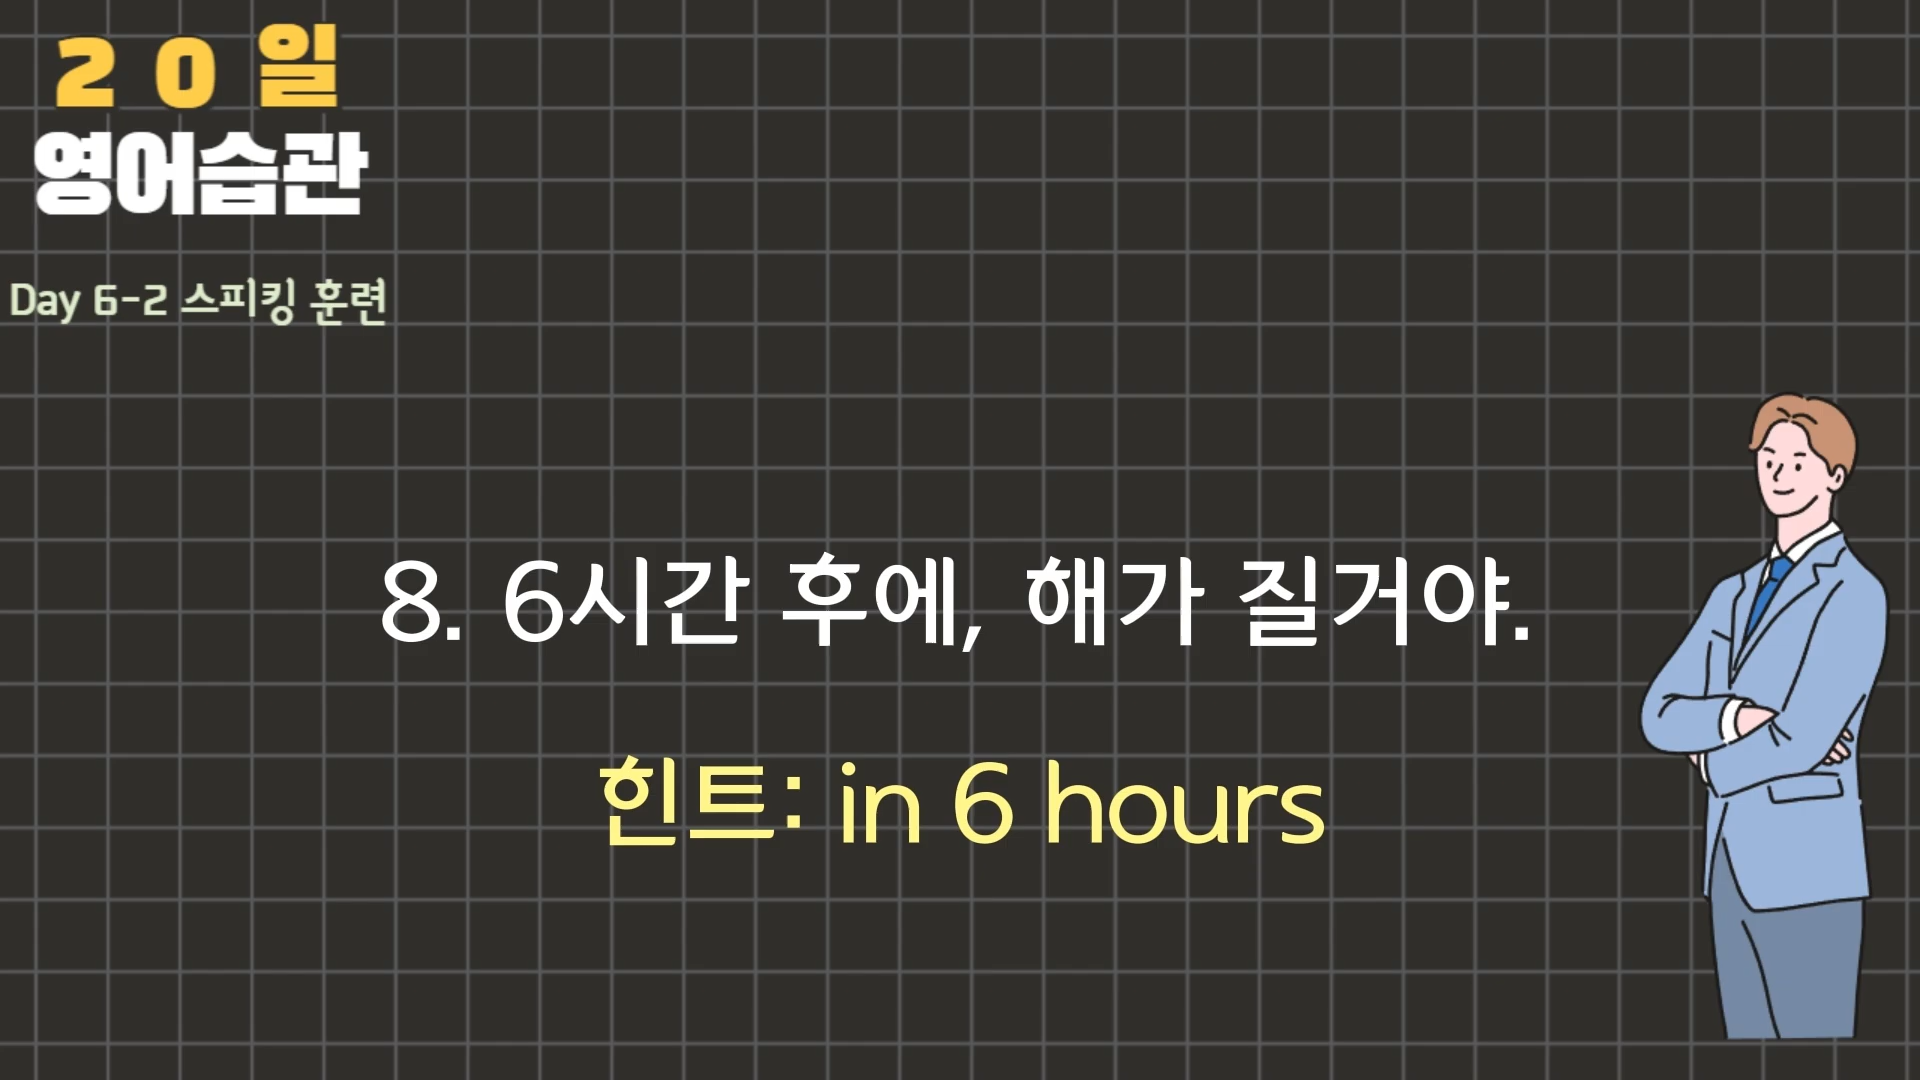 20일
영어습관
Day 6-2 스피킹 훈련
8. 6시간 후에, 해가 질거야.
힌트: in 6 hours